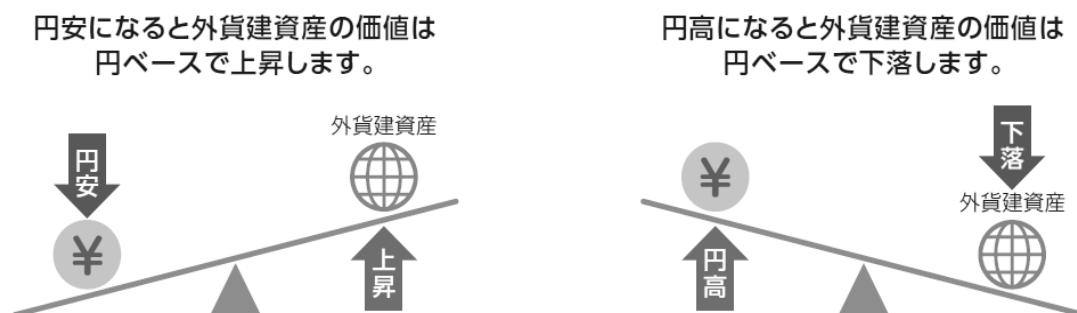 円安になると外貨建資産の価値は
円ベースで上昇します。
外貨建資産
円安
¥
上昇
円高になると外貨建資産の価値は
円ベースで下落します。
下落
¥
外貨建資産
円高